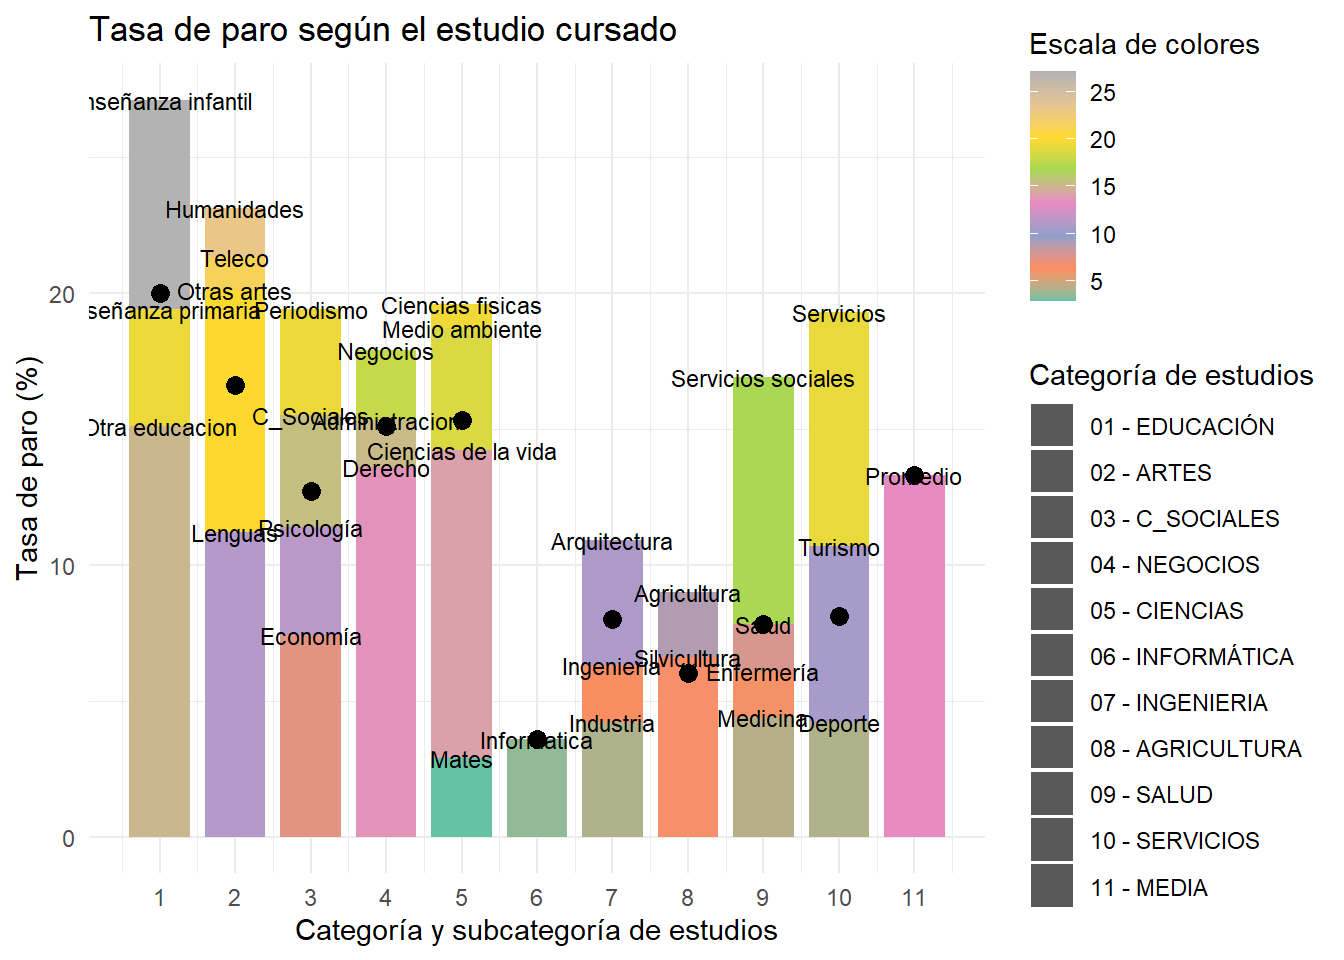 Tasa de paro según el estudio cursado
Tasa de paro (%)
20
10
0
nseñanza infantil
Humanidades
Teleco
Otras artes
señanza primaria
Periodismo
Ciencias fisicas
Medio ambiente
Servicios
Negocios
Servicios sociales
Otra educacion
C_Sociales
Administracion
Ciencias de la vida
Derecho
Promedio
Lenguas
Psicología
Arquitectura
Turismo
Agricultura
Economía
Salud
Ingenieria
Silvicultura
Enfermería
Industria
Medicina
Deporte
Informatica
Mates
1 2 3 4 5 6 7 8 9 10 11
Categoría y subcategoría de estudios
Escala de colores
25
20
15
10
5
Categoría de estudios
01 - EDUCACIÓN
02 - ARTES
03 - C_SOCIALES
04 - NEGOCIOS
05 - CIENCIAS
06 - INFORMÁTICA
07 - INGENIERIA
08 - AGRICULTURA
09 - SALUD
10 - SERVICIOS
11 - MEDIA